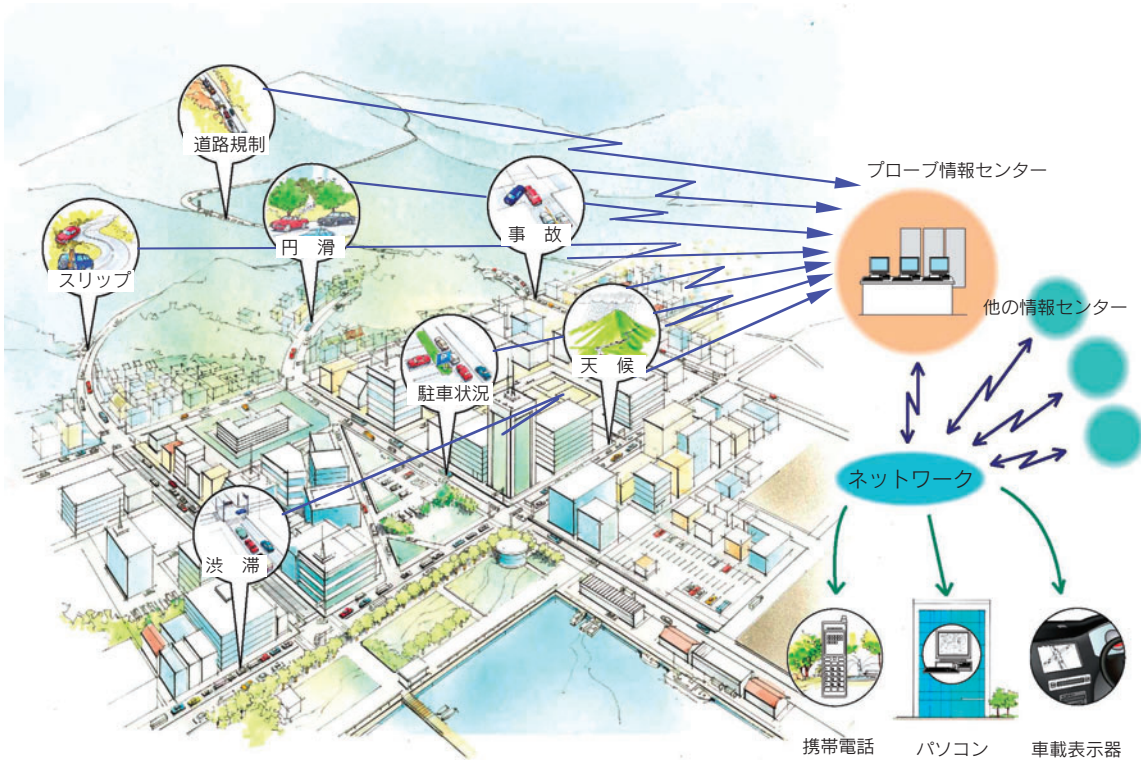 道路規制
プローブ情報センター
円　滑
事　故
スリップ
他の情報センター
天　候
駐車状況
ネットワーク
渋　滞
携帯電話
パソコン
車載表示器